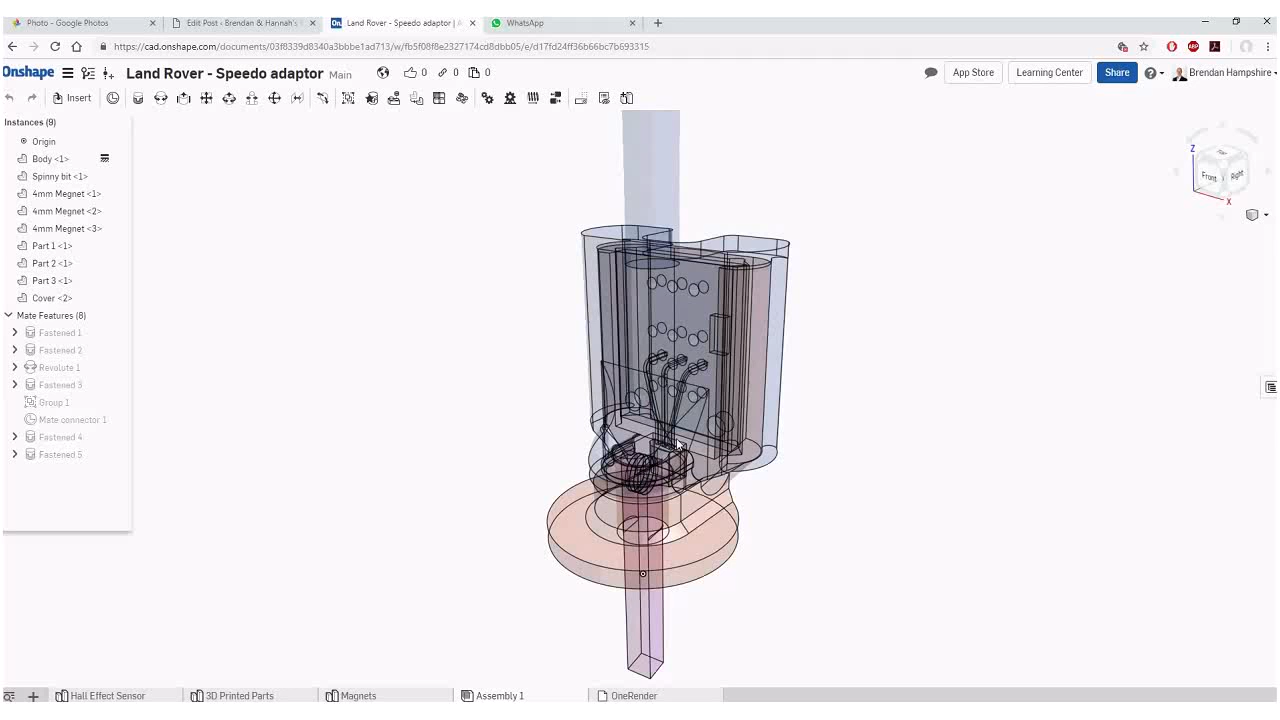 Photo - Google Photos
Edit Post ‹ Brendan & Hannah's
Land Rover - Speedo adaptor |
WhatsApp
https://cad.onshape.com/documents/03f8339d8340a3bbbe1ad713/w/fb5f08f8e2327174cd8dbb05/e/d17fd24ff36b66bc7b693315
Onshape
Land Rover - Speedo adaptor Main
0 0 0
App Store
Learning Center
Share
Brendan Hampshire
Insert
Instances (9)
Origin
Body <1>
Spinny bit <1>
4mm Megnet <1>
4mm Megnet <2>
4mm Megnet <3>
Part 1 <1>
Part 2 <1>
Part 3 <1>
Cover <2>
Mate Features (8)
Fastened 1
Fastened 2
Revolute 1
Fastened 3
Group 1
Mate connector 1
Fastened 4
Fastened 5
Z
Front
Right
X
Hall Effect Sensor
3D Printed Parts
Magnets
Assembly 1
OneRender